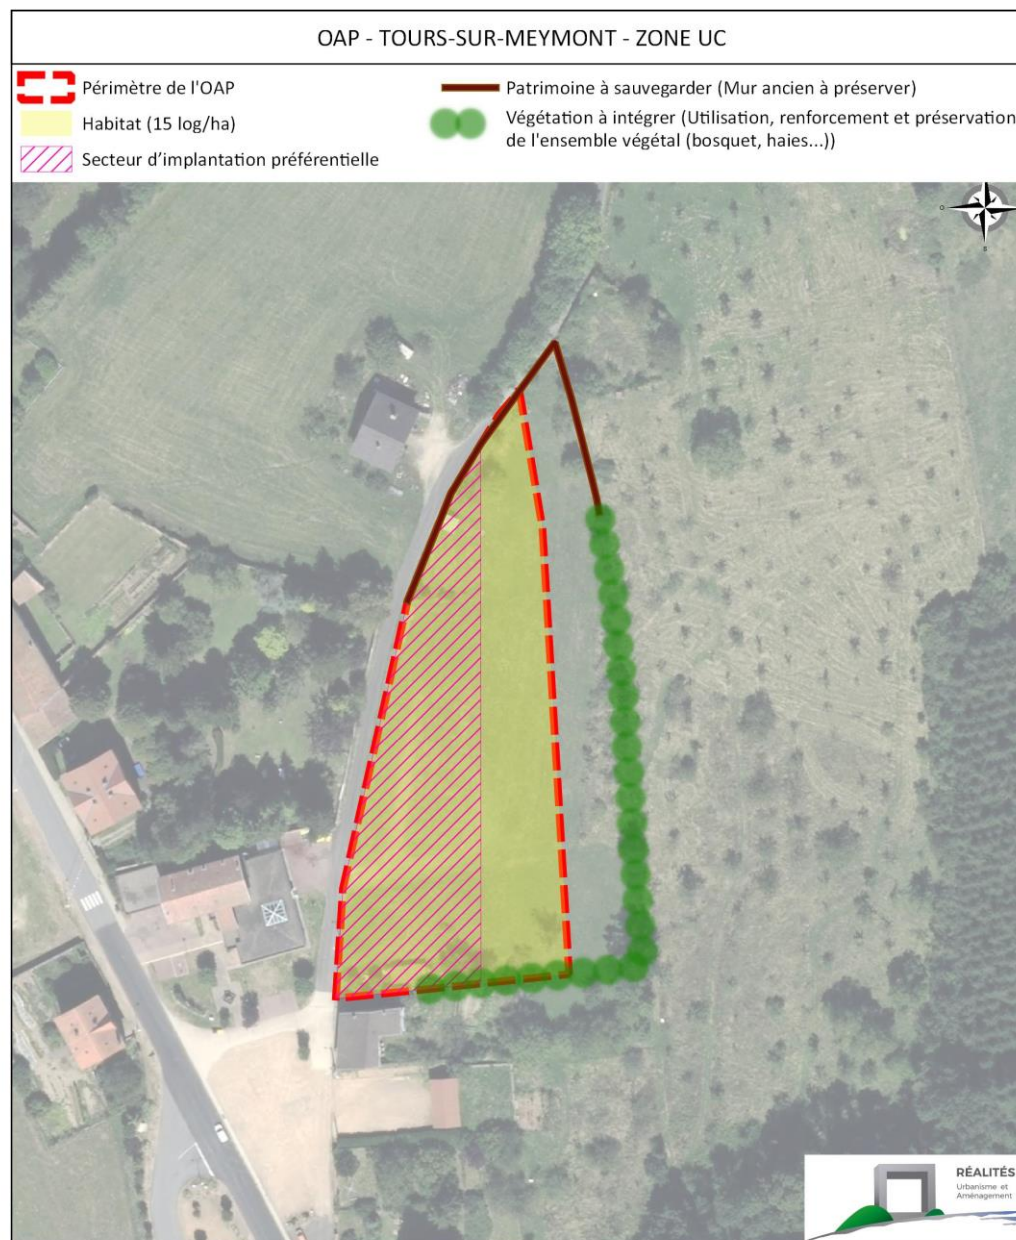 OAP - TOURS-SUR-MEYMONT - ZONE UC
Périmètre de l'OAP
Habitat (15 log/ha)
Secteur d’implantation préférentielle
Patrimoine à sauvegarder (Mur ancien à préserver)
Végétation à intégrer (Utilisation, renforcement et préservation
de l'ensemble végétal (bosquet, haies...))
O
RÉALITÉS
Urbanisme et
Aménagement